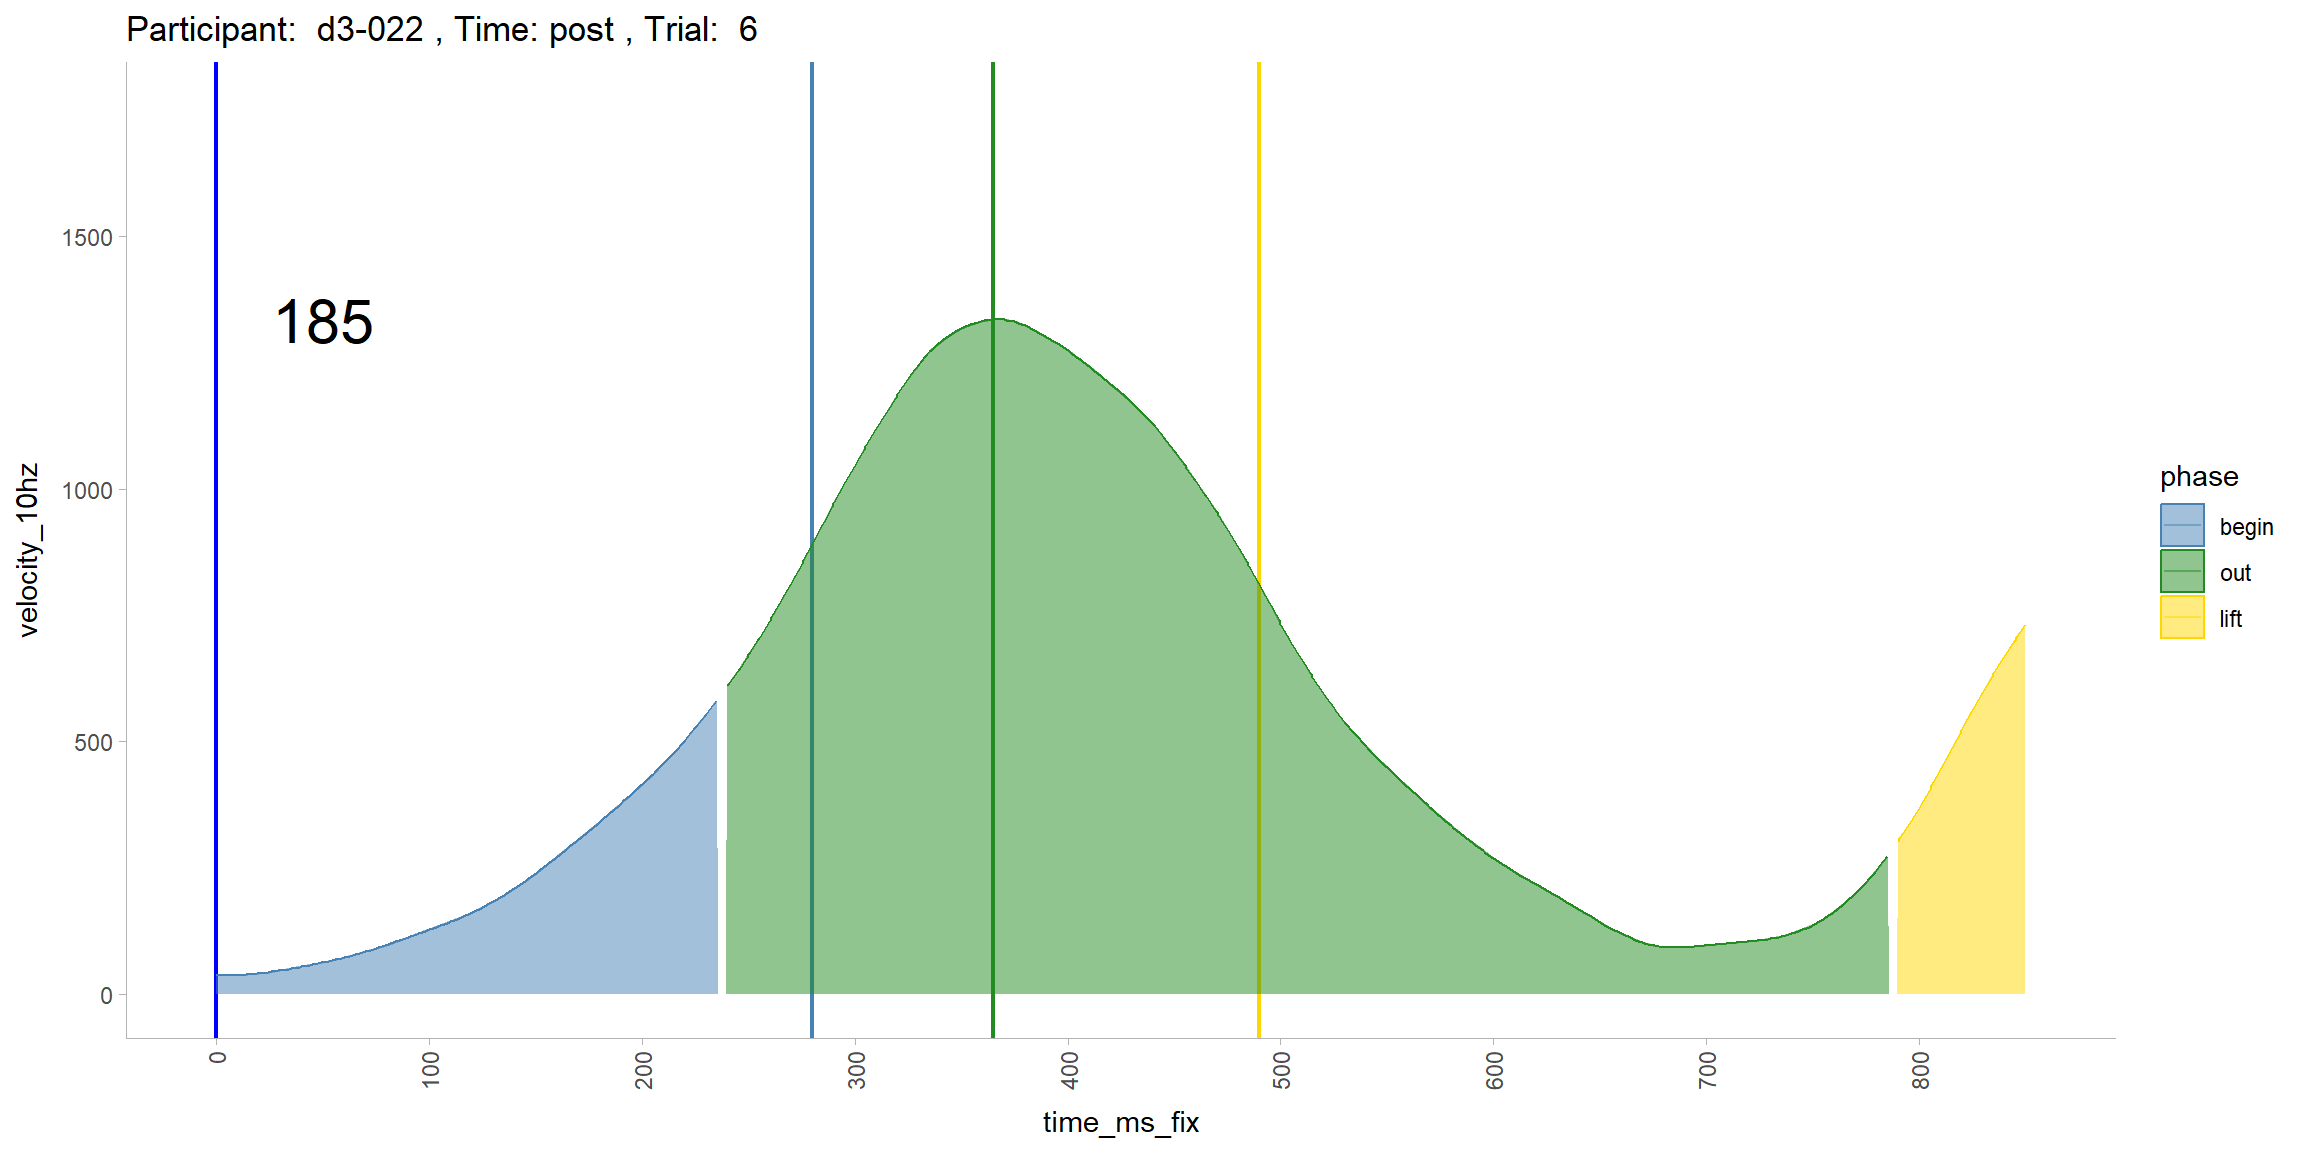 Participant:  d3-022 , Time: post , Trial:  6
185
velocity_10hz
1500
1000
500
0
0
100
200
300
400
500
600
700
800
time_ms_fix
phase
begin
out
lift